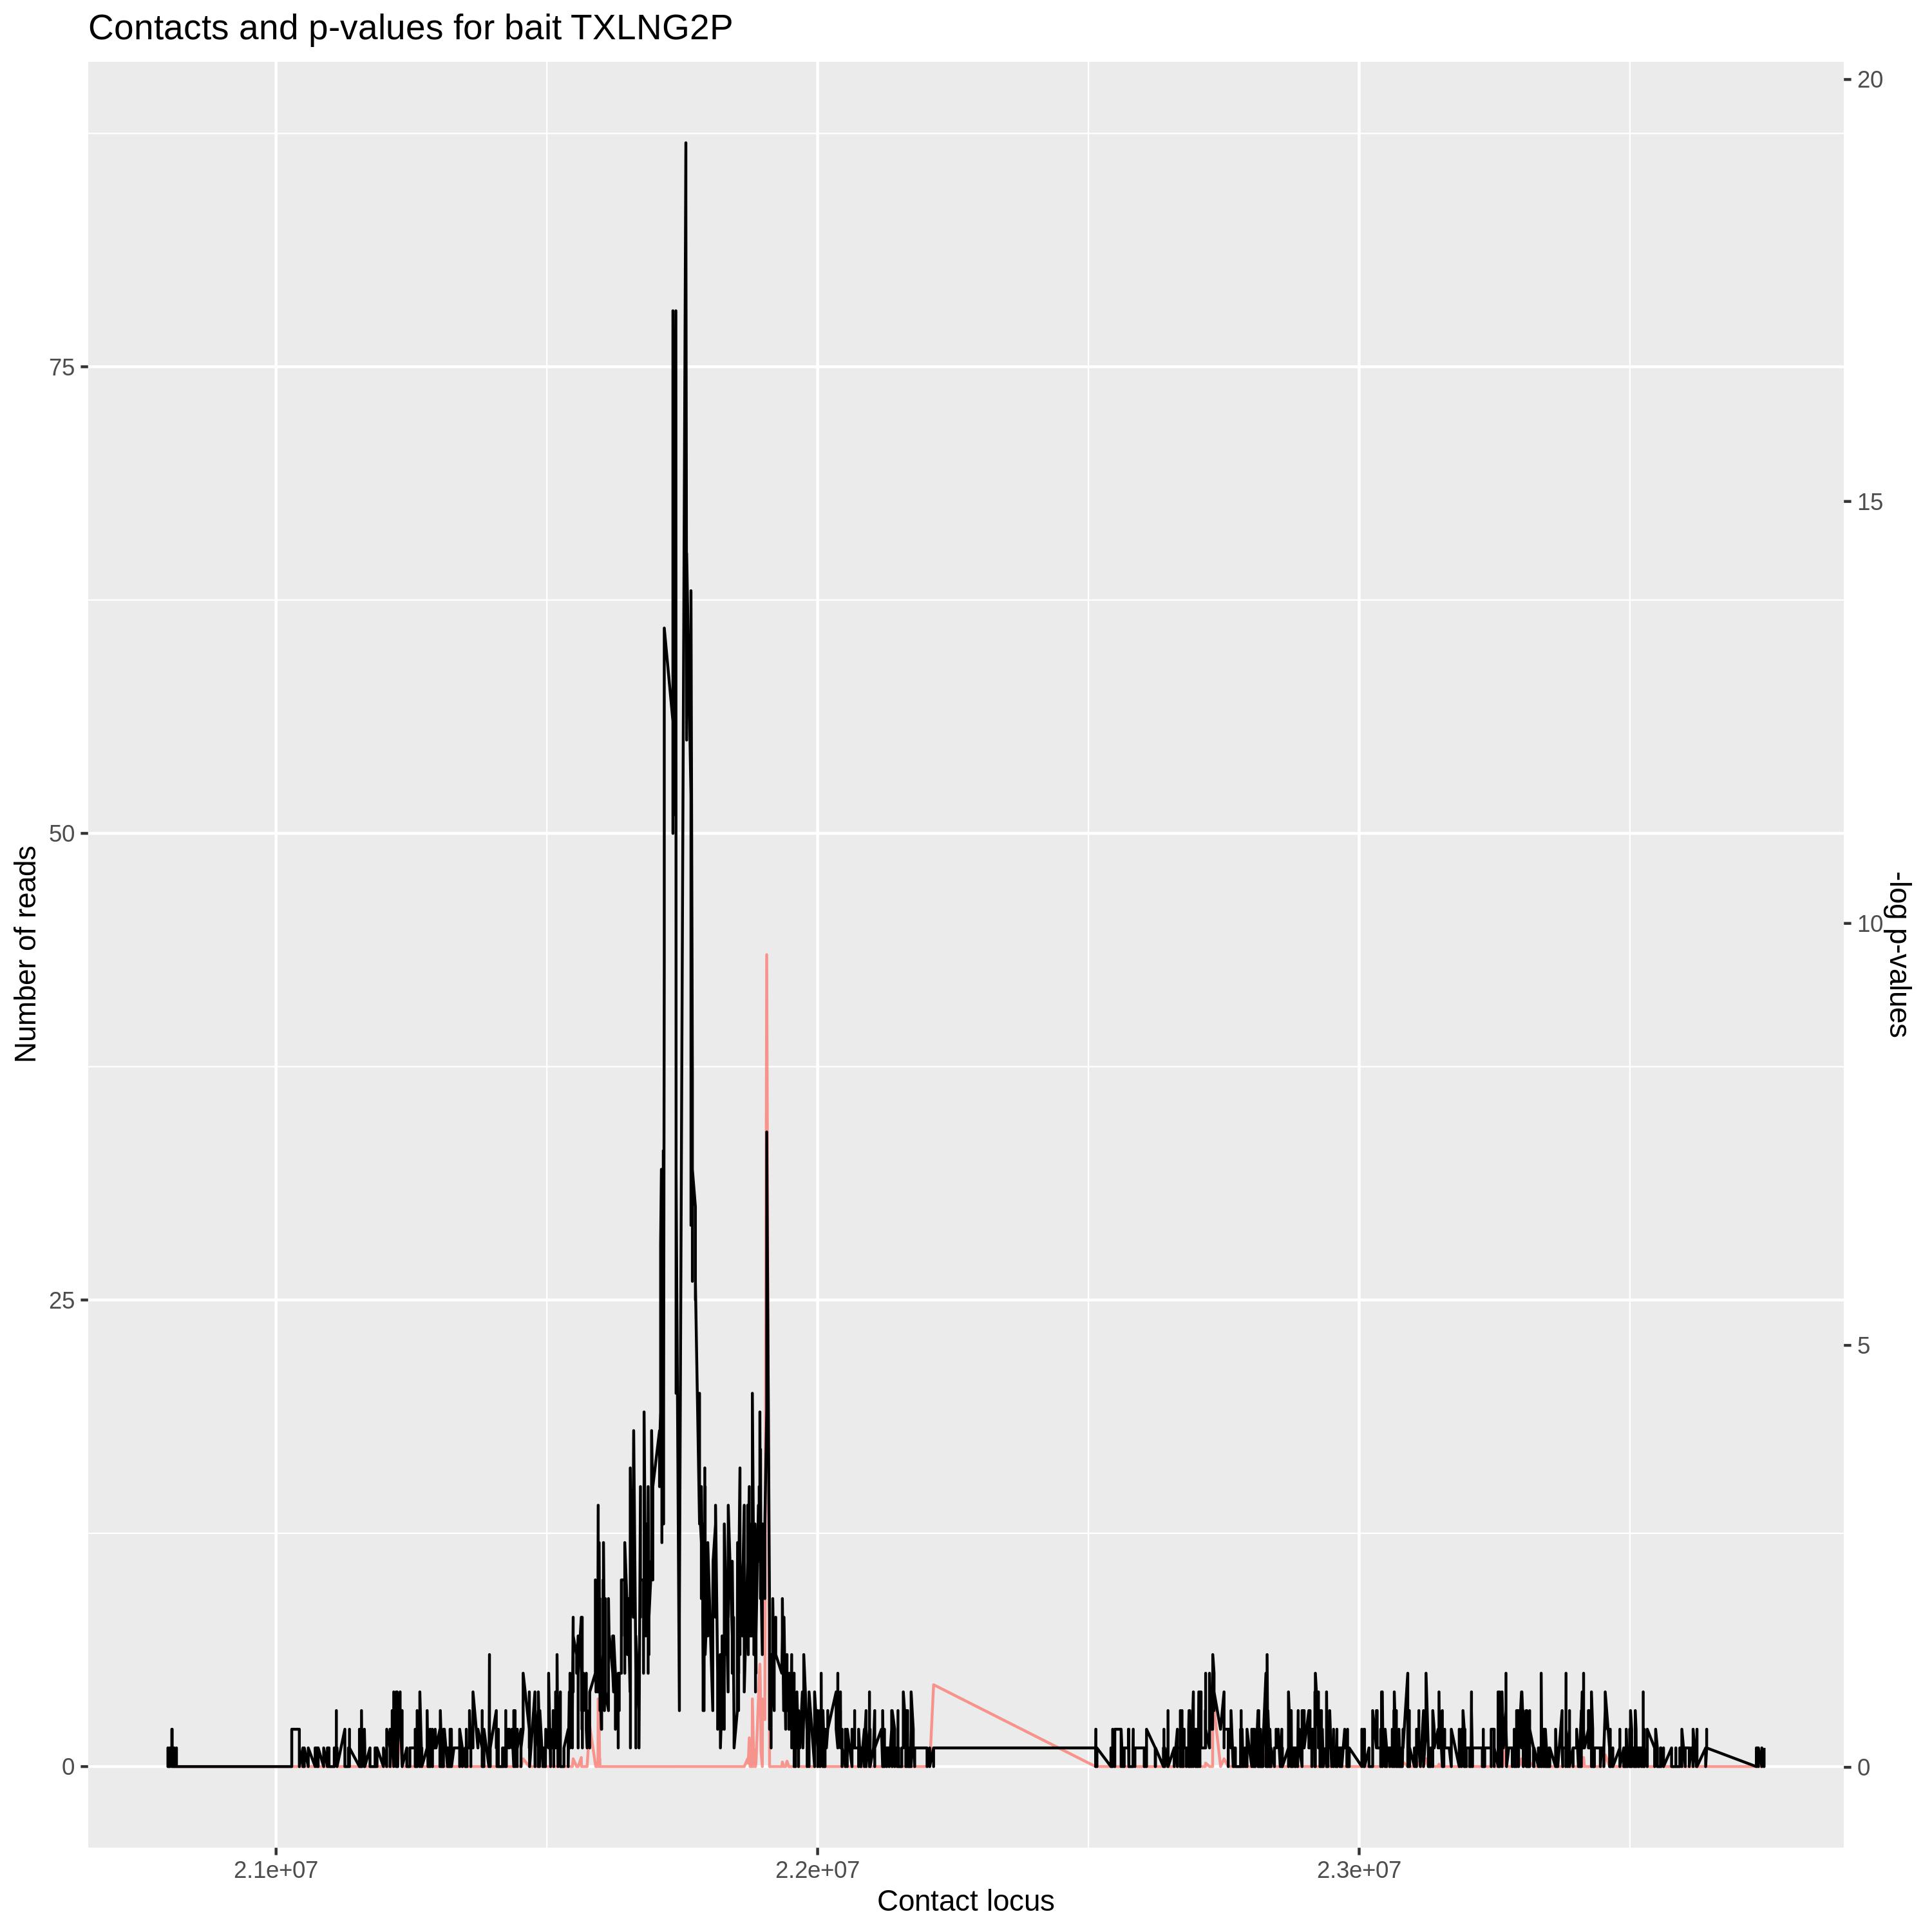 Contacts and p-values for bait TXLNG2P
Number of reads
75
50
25
0
20
15
10
5
0
-log p-values
2.1e+07
2.2e+07
2.3e+07
Contact locus